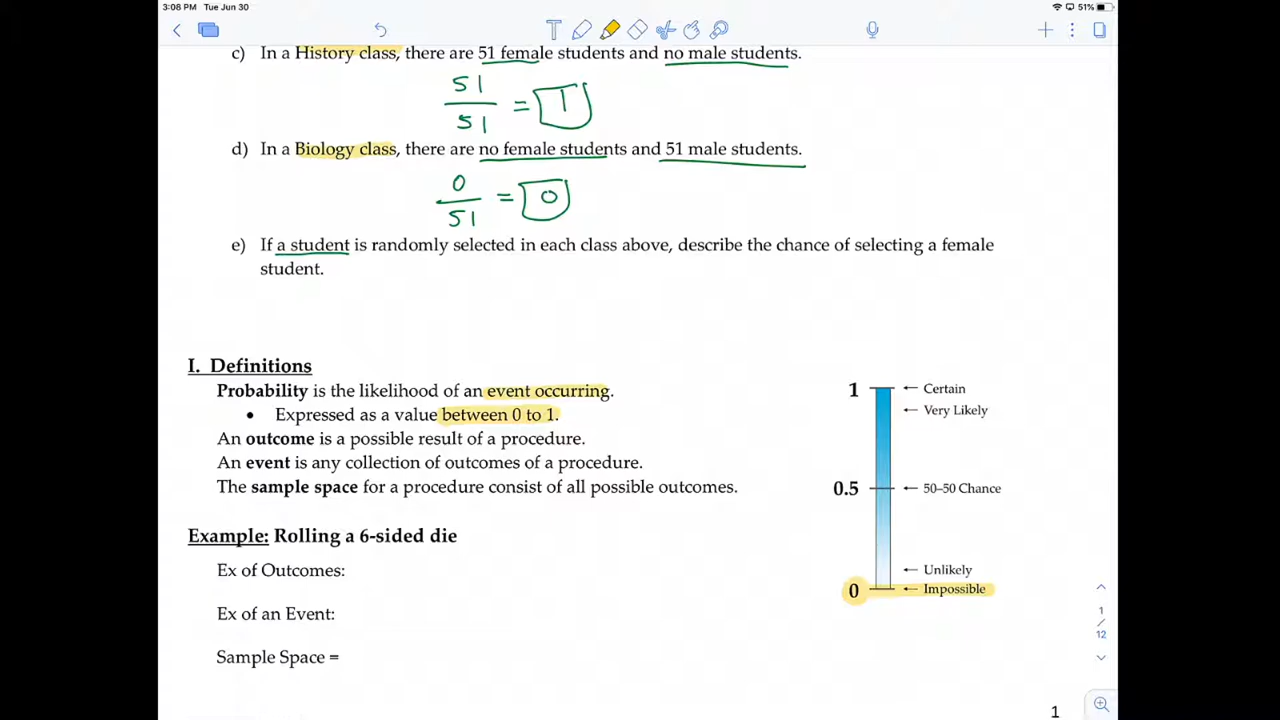 3:08 PM Tue Jun 30
51%
T
c) In a History class, there are 51 female students and no male students.
51
51
= 1
d) In a Biology class, there are no female students and 51 male students.
0
51
= 0
e) If a student is randomly selected in each class above, describe the chance of selecting a female
student.
I. Definitions
Probability is the likelihood of an event occurring.
• Expressed as a value between 0 to 1.
An outcome is a possible result of a procedure.
An event is any collection of outcomes of a procedure.
The sample space for a procedure consist of all possible outcomes.
1 ← Certain
← Very Likely
0.5 ← 50–50 Chance
← Unlikely
0 ← Impossible
Example: Rolling a 6-sided die
Ex of Outcomes:
Ex of an Event:
Sample Space =
1
/
12
1